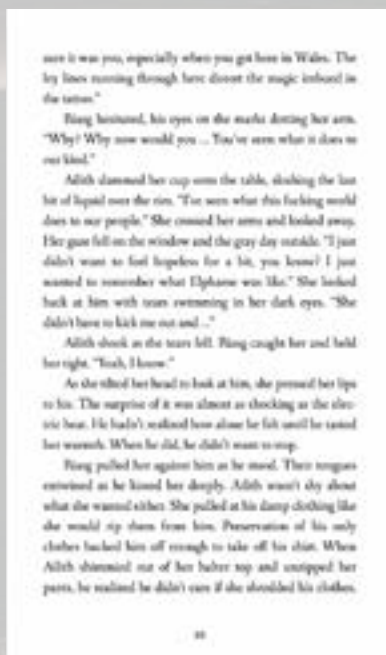 sure it was you, especially when you got here in Wales. The
ley lines running through here distort the magic imbued in
the tattoo."
Riang hesitated, his eyes on the marks dotting her arm.
"Why? Why now would you ... You've seen what it does to
our kind."
Adith slammed her cup onto the table, sloshing the last
bit of liquid over the rim. "I've seen what this fucking world
does to our people." She crossed her arms and looked away.
Her gaze fell on the window and the gray day outside. "I just
didn't want to feel hopeless for a bit, you know? I just
wanted to remember what Elphame was like." She looked
back at him with tears swimming in her dark eyes. "She
didn't have to kick me out and ..."
Adith shook as the tears fell. Riang caught her and held
her tight. "Yeah, I know."
As she tilted her head to look at him, she pressed her lips
to his. The surprise of it was almost as shocking as the elec-
tric heat. He hadn't realized how alone he felt until he tasted
her warmth. When he did, he didn't want to stop.
Riang pulled her against him as he stood. Their tongues
entwined as he kissed her deeply. Adith wasn't shy about
what she wanted either. She pulled at his damp clothing like
she would rip them from him. Preservation of his only
clothes backed him off enough to take off his shirt. When
Adith shimmied out of her halter top and unzipped her
pants, he realized he didn't care if she shredded his clothes.